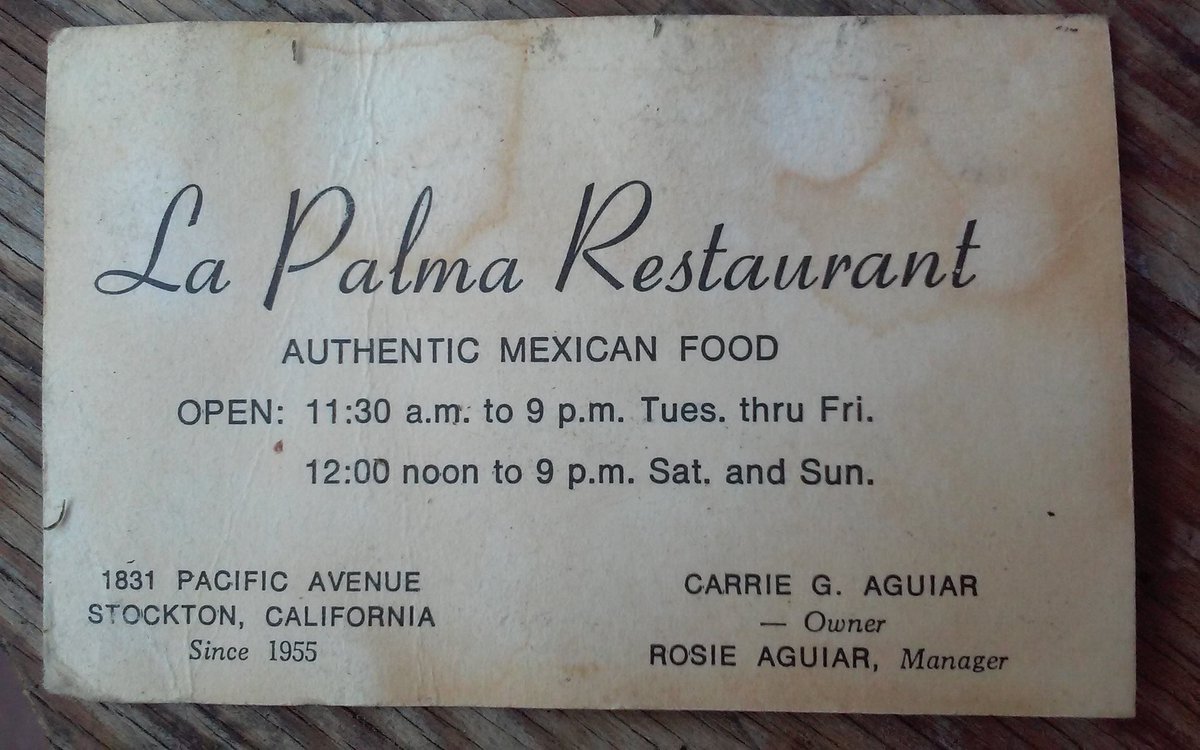 La Palma Restaurant
AUTHENTIC MEXICAN FOOD
OPEN: 11:30 a.m. to 9 p.m. Tues. thru Fri.
12:00 noon to 9 p.m. Sat. and Sun.
1831 PACIFIC AVENUE
STOCKTON, CALIFORNIA
Since 1955
CARRIE G. AGUIAR
— Owner
ROSIE AGUIAR, Manager